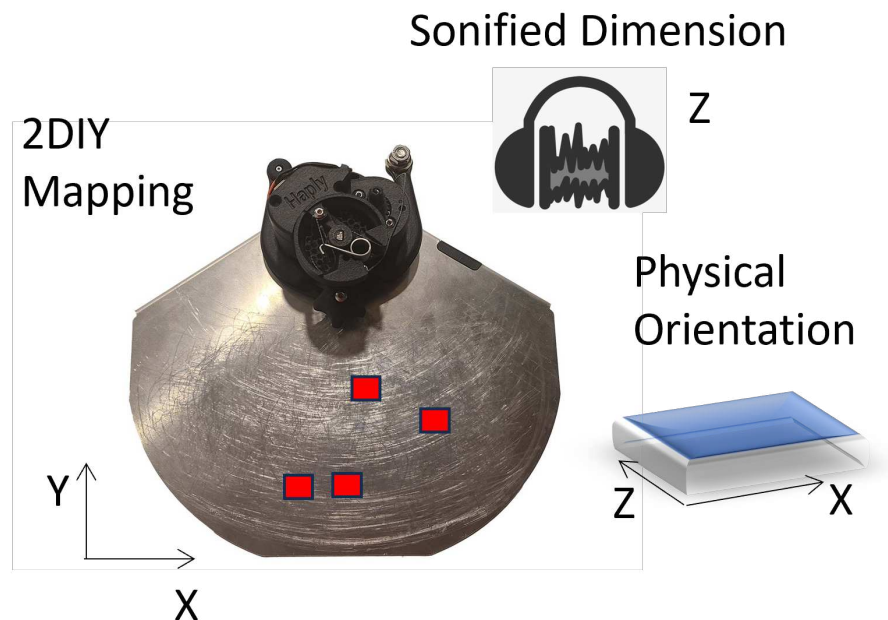 Sonified Dimension
Z
2DIY
Mapping
Haply
Physical
Orientation
Y
X
Z
X